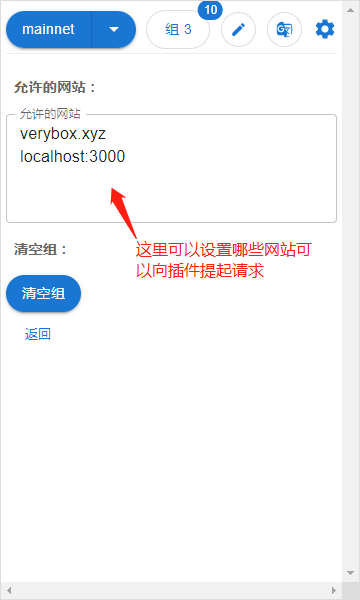 mainnet
组 3
10
允许的网站：
允许的网站
verybox.xyz
localhost:3000
这里可以设置哪些网站可
以向插件提起请求
清空组：
清空组
返回